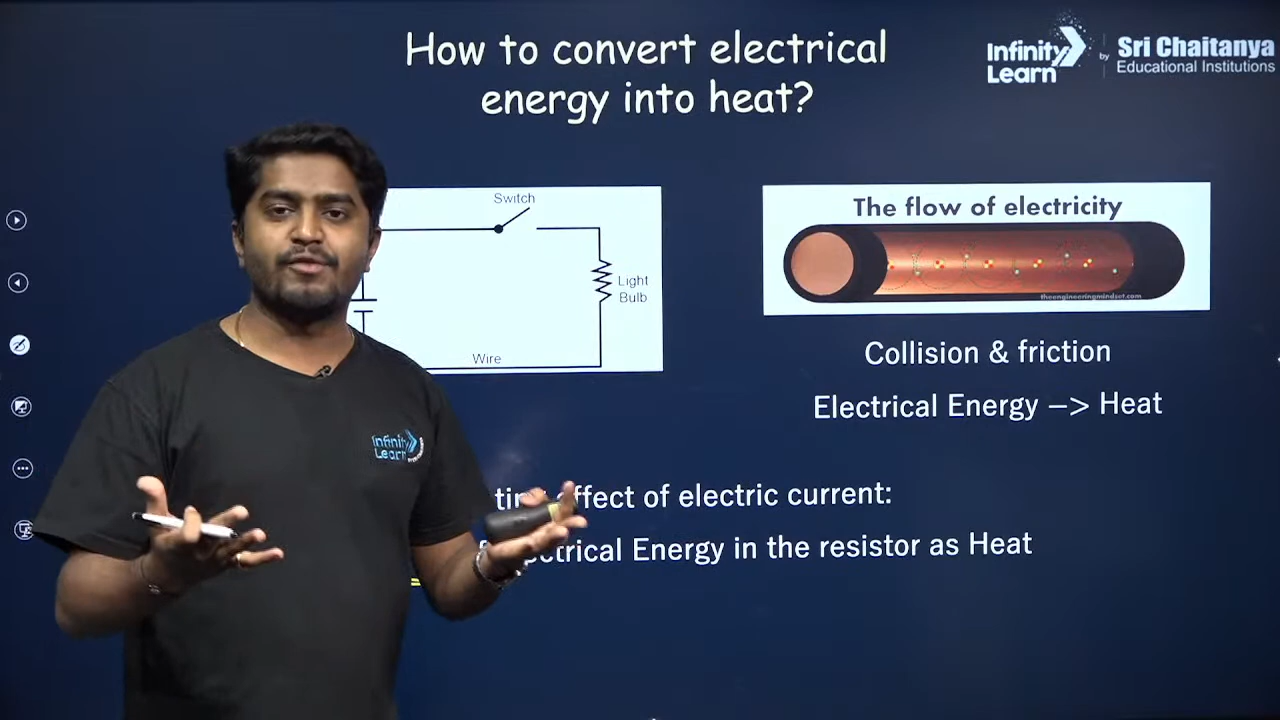 How to convert electrical
energy into heat?
Infinity
Learn
by
Sri Chaitanya
Educational Institutions
Switch
Light
Bulb
Wire
The flow of electricity
theengineeringmindset.com
Collision & friction
Electrical Energy —> Heat
effect of electric current:
Electrical Energy in the resistor as Heat
Infinity
Learn